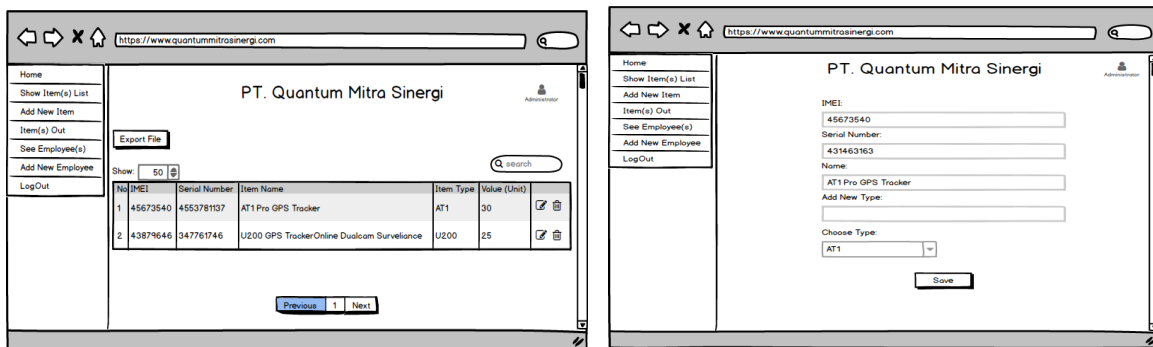 https://www.quantummitrasinergi.com
Home
Show Item(s) List
Add New Item
Item(s) Out
See Employee(s)
Add New Employee
LogOut
PT. Quantum Mitra Sinergi
Administrator
Export File
search
Show: 50
No IMEI Serial Number Item Name Item Type Value (Unit)
1 45673540 4553781137 AT1 Pro GPS Tracker AT1 30
2 43879646 347761746 U200 GPS TrackerOnline Dualcam Surveliance U200 25
Previous 1 Next
https://www.quantummitrasinergi.com
Home
Show Item(s) List
Add New Item
Item(s) Out
See Employee(s)
Add New Employee
LogOut
PT. Quantum Mitra Sinergi
Administrator
IMEI:
45673540
Serial Number:
431463163
Name:
AT1 Pro GPS Tracker
Add New Type:
Choose Type:
AT1
Save